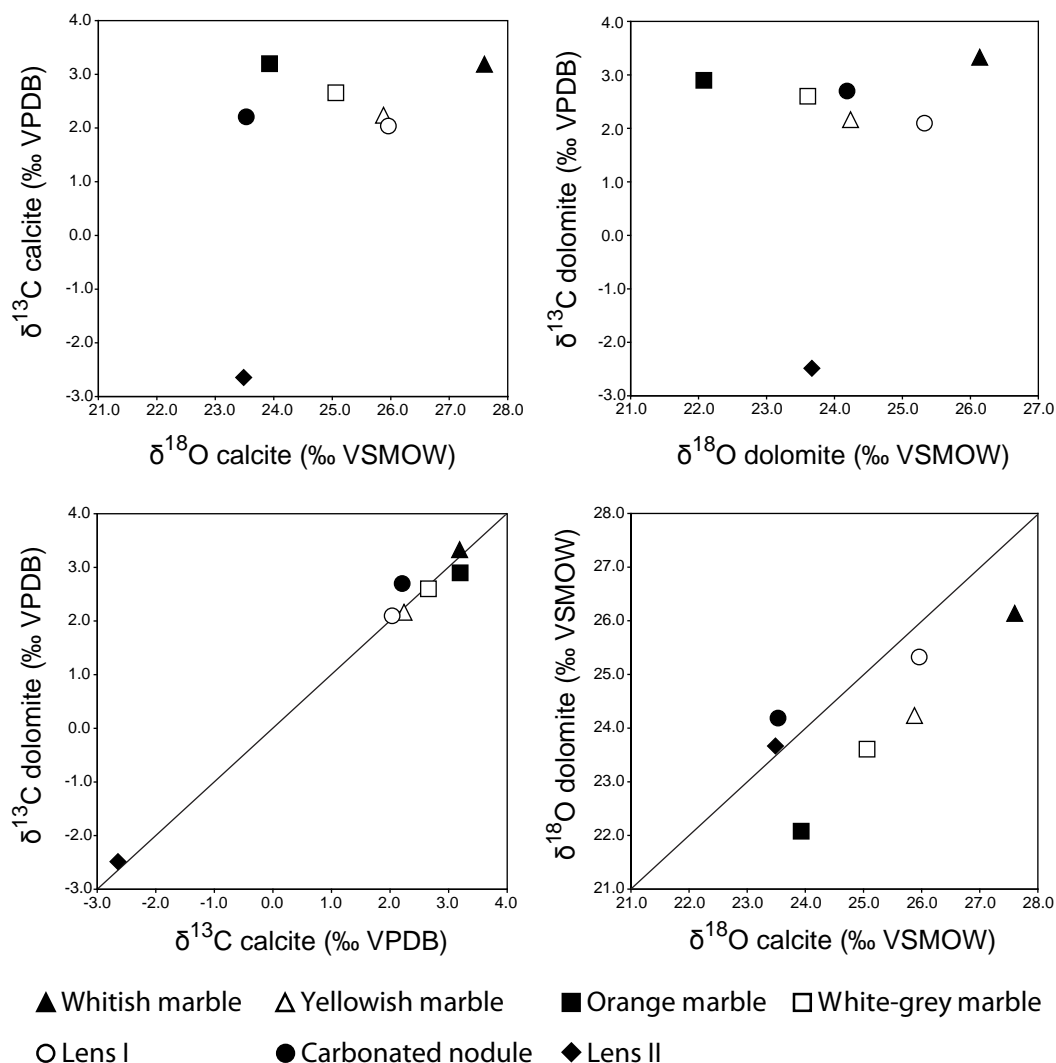 4.0
3.0
2.0
1.0
0.0
-1.0
-2.0
-3.0
δ13C calcite (‰ VPDB)
21.0 22.0 23.0 24.0 25.0 26.0 27.0 28.0
δ18O calcite (‰ VSMOW)
4.0
3.0
2.0
1.0
0.0
-1.0
-2.0
-3.0
δ13C dolomite (‰ VPDB)
21.0 22.0 23.0 24.0 25.0 26.0 27.0
δ18O dolomite (‰ VSMOW)
4.0
3.0
2.0
1.0
0.0
-1.0
-2.0
-3.0
δ13C dolomite (‰ VPDB)
-3.0 -2.0 -1.0 0.0 1.0 2.0 3.0 4.0
δ13C calcite (‰ VPDB)
28.0
27.0
26.0
25.0
24.0
23.0
22.0
21.0
δ18O dolomite (‰ VSMOW)
21.0 22.0 23.0 24.0 25.0 26.0 27.0 28.0
δ18O calcite (‰ VSMOW)
Whitish marble Yellowish marble Orange marble White-grey marble
Lens I Carbonated nodule Lens II